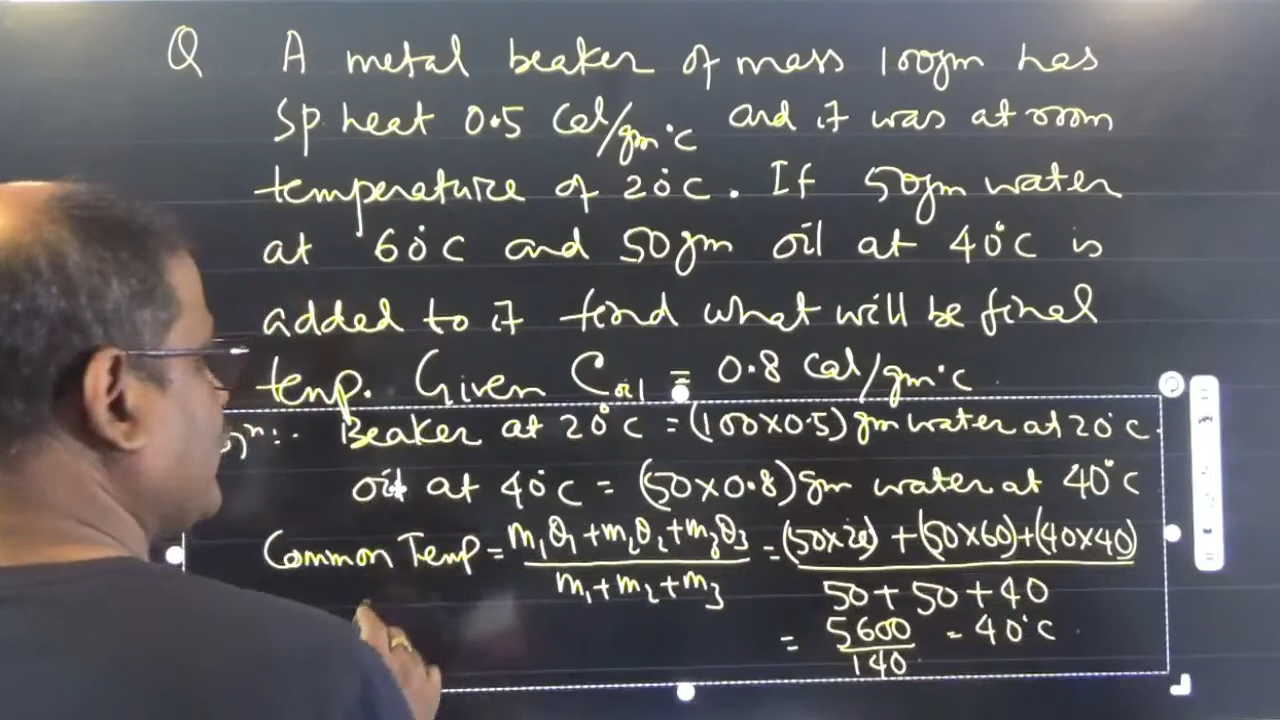 Q A metal beaker of mass 100gm has
Sp. heat 0.5 Cal/gm°C and it was at room
temperature of 20°C. If 50gm water
at 60°C and 50gm oil at 40°C is
added to it find what will be final
temp. Given Coil = 0.8 Cal/gm°C
:- Beaker at 20°C = (100×0.5) gm water at 20°C.
oil at 40°C = (50×0.8) gm water at 40°C
Common Temp = m₁θ₁+m₂θ₂+m₃θ₃ / m₁+m₂+m₃ = (50×20) + (50×60)+(40×40) / 50+50+40
= 5600/140 = 40°C